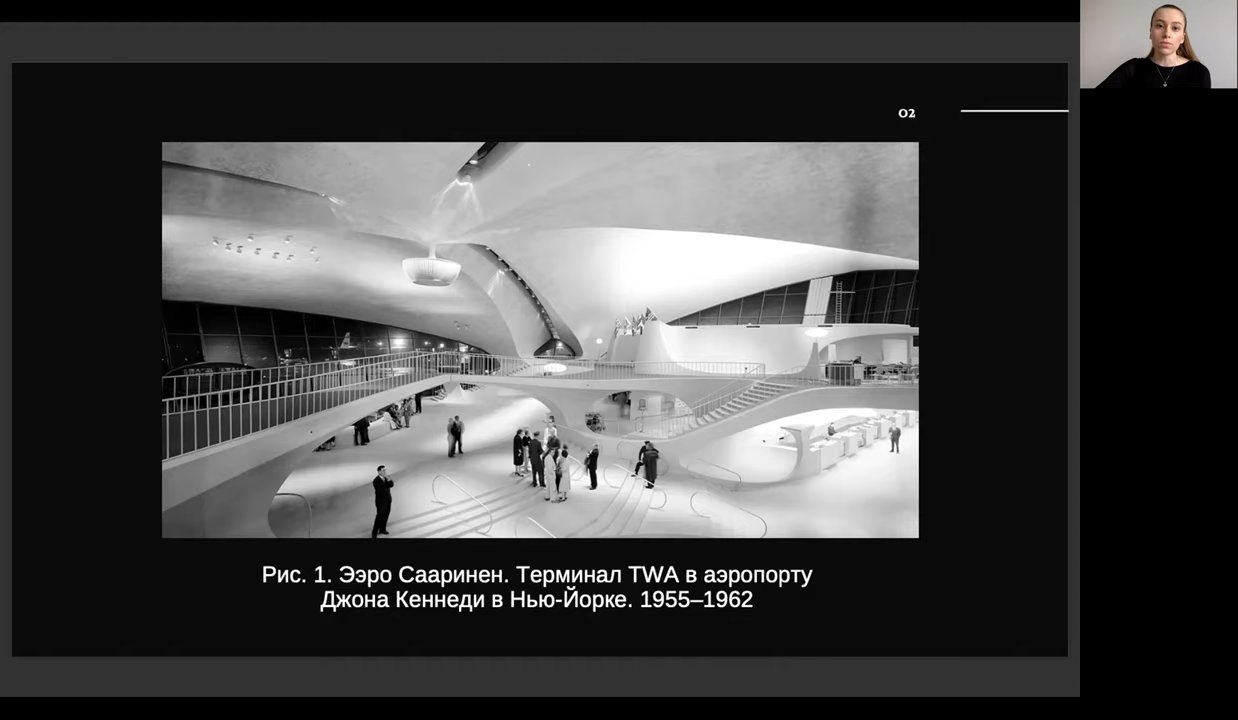 02
Рис. 1. Ээро Сааринен. Терминал TWA в аэропорту
Джона Кеннеди в Нью-Йорке. 1955–1962